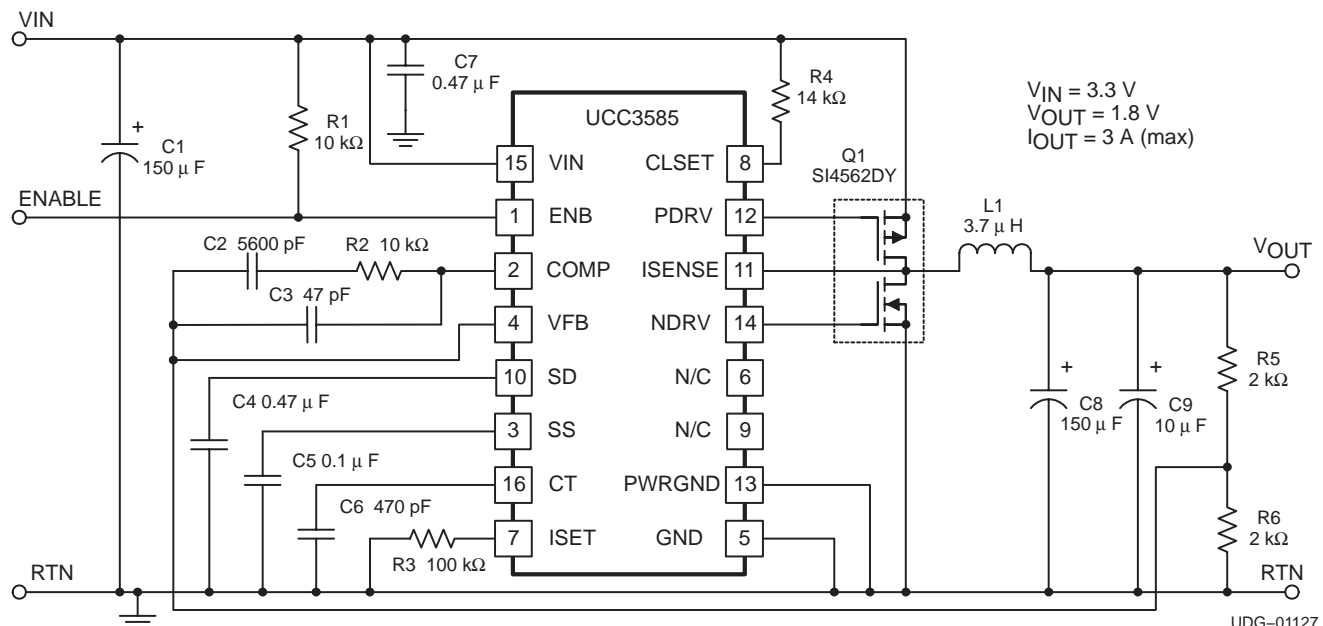 VIN
C7
0.47 μ F
R4
14 kΩ
VIN = 3.3 V
VOUT = 1.8 V
IOUT = 3 A (max)
UCC3585
+
C1
150 μ F
R1
10 kΩ
Q1
SI4562DY
15 VIN CLSET 8
ENABLE
1 ENB PDRV 12
L1
3.7 μ H
C2 5600 pF R2 10 kΩ
2 COMP ISENSE 11
VOUT
C3 47 pF
4 VFB NDRV 14
10 SD N/C 6
C4 0.47 μ F
+
C8
150 μ F
+
C9
10 μ F
R5
2 kΩ
3 SS N/C 9
C5 0.1 μ F
16 CT PWRGND 13
C6 470 pF
7 ISET GND 5
R3 100 kΩ
R6
2 kΩ
RTN
RTN
UDG–01127